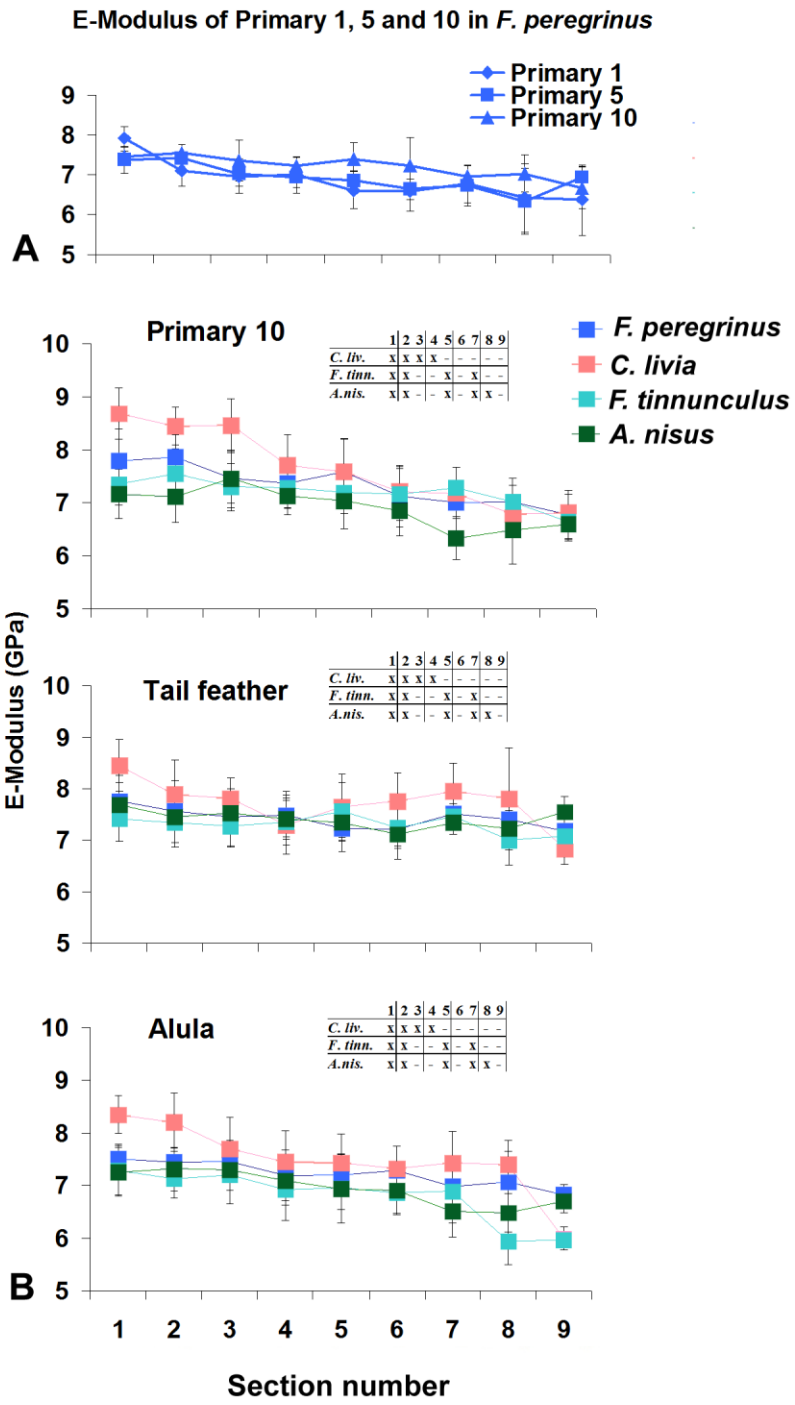 E-Modulus of Primary 1, 5 and 10 in F. peregrinus
Primary 1
Primary 5
Primary 10
9
8
7
6
5
A
Primary 10
1 2 3 4 5 6 7 8 9
C. liv. x x x x - - - - -
F. tinn. x x - - x - x - -
A.nis. x x - - x - x x -
F. peregrinus
C. livia
F. tinnunculus
A. nisus
10
9
8
7
6
5
E-Modulus (GPa)
Tail feather
1 2 3 4 5 6 7 8 9
C. liv. x x x x - - - - -
F. tinn. x x - - x - x - -
A.nis. x x - - x - x x -
10
9
8
7
6
5
Alula
1 2 3 4 5 6 7 8 9
C. liv. x x x x - - - - -
F. tinn. x x - - x - x - -
A.nis. x x - - x - x x -
10
9
8
7
6
5
B
1 2 3 4 5 6 7 8 9
Section number